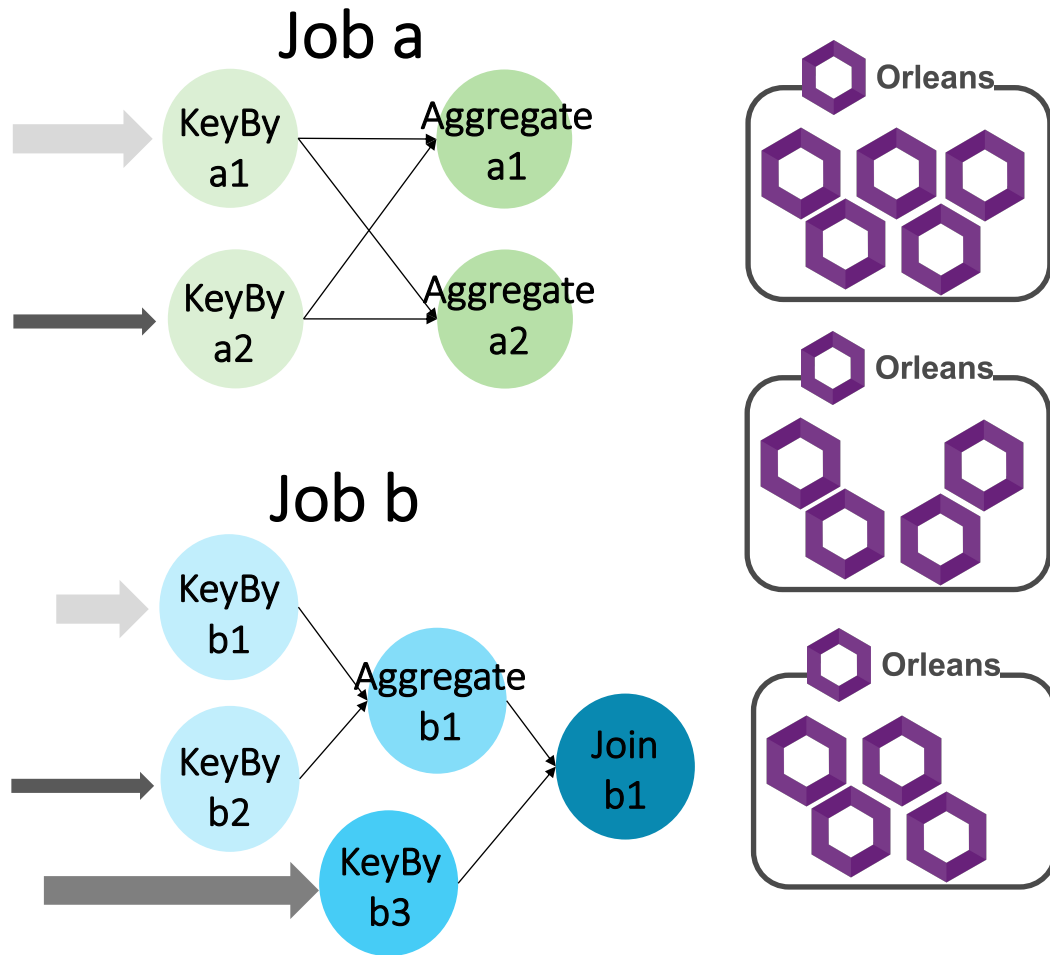 Job a
KeyBy
a1
Aggregate
a1
KeyBy
a2
Aggregate
a2
Job b
KeyBy
b1
KeyBy
b2
Aggregate
b1
KeyBy
b3
Join
b1
Orleans
Orleans
Orleans